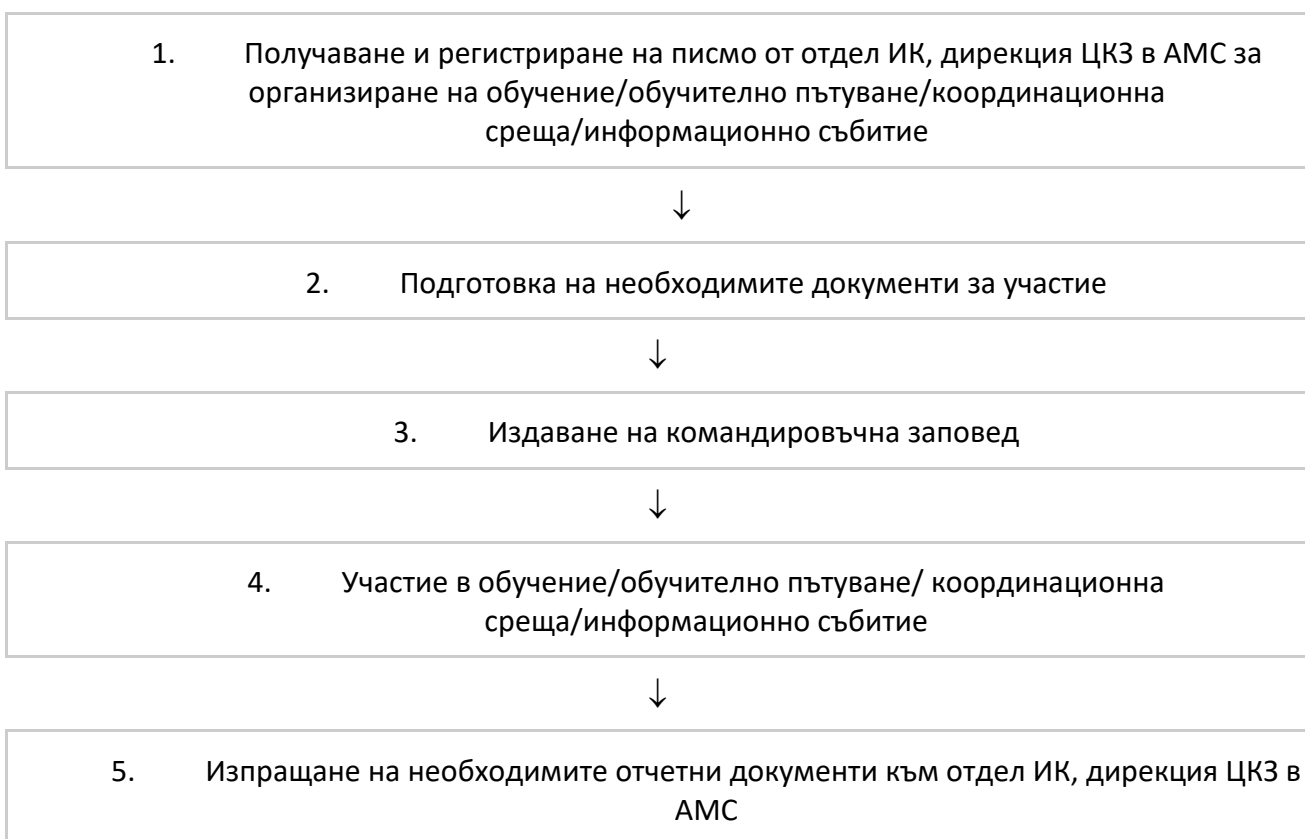 1. Получаване и регистриране на писмо от отдел ИК, дирекция ЦКЗ в АМС за
организиране на обучение/обучително пътуване/координационна
среща/информационно събитие
↓
2. Подготовка на необходимите документи за участие
↓
3. Издаване на командировъчна заповед
↓
4. Участие в обучение/обучително пътуване/ координационна
среща/информационно събитие
↓
5. Изпращане на необходимите отчетни документи към отдел ИК, дирекция ЦКЗ в
АМС